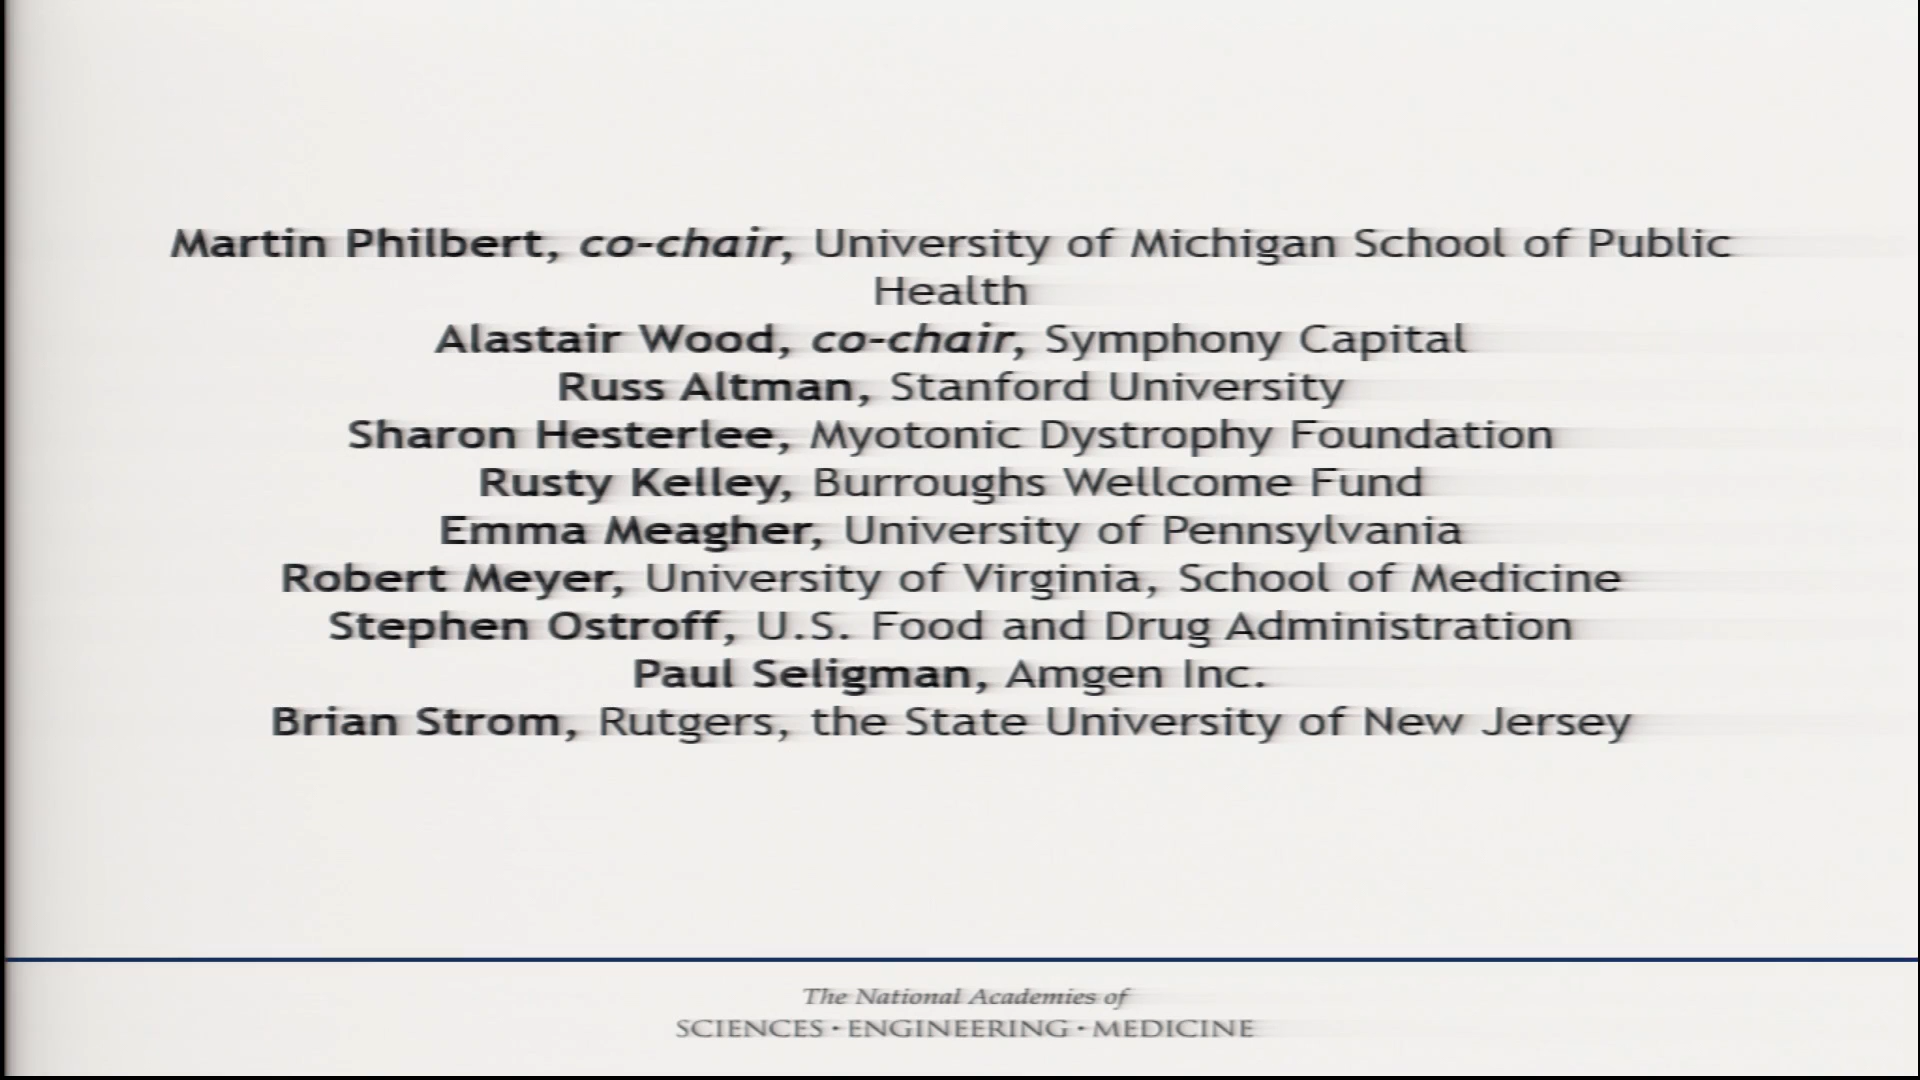 Martin Philbert, co-chair, University of Michigan School of Public
Health
Alastair Wood, co-chair, Symphony Capital
Russ Altman, Stanford University
Sharon Hesterlee, Myotonic Dystrophy Foundation
Rusty Kelley, Burroughs Wellcome Fund
Emma Meagher, University of Pennsylvania
Robert Meyer, University of Virginia, School of Medicine
Stephen Ostroff, U.S. Food and Drug Administration
Paul Seligman, Amgen Inc.
Brian Strom, Rutgers, the State University of New Jersey
The National Academies of
SCIENCES · ENGINEERING · MEDICINE